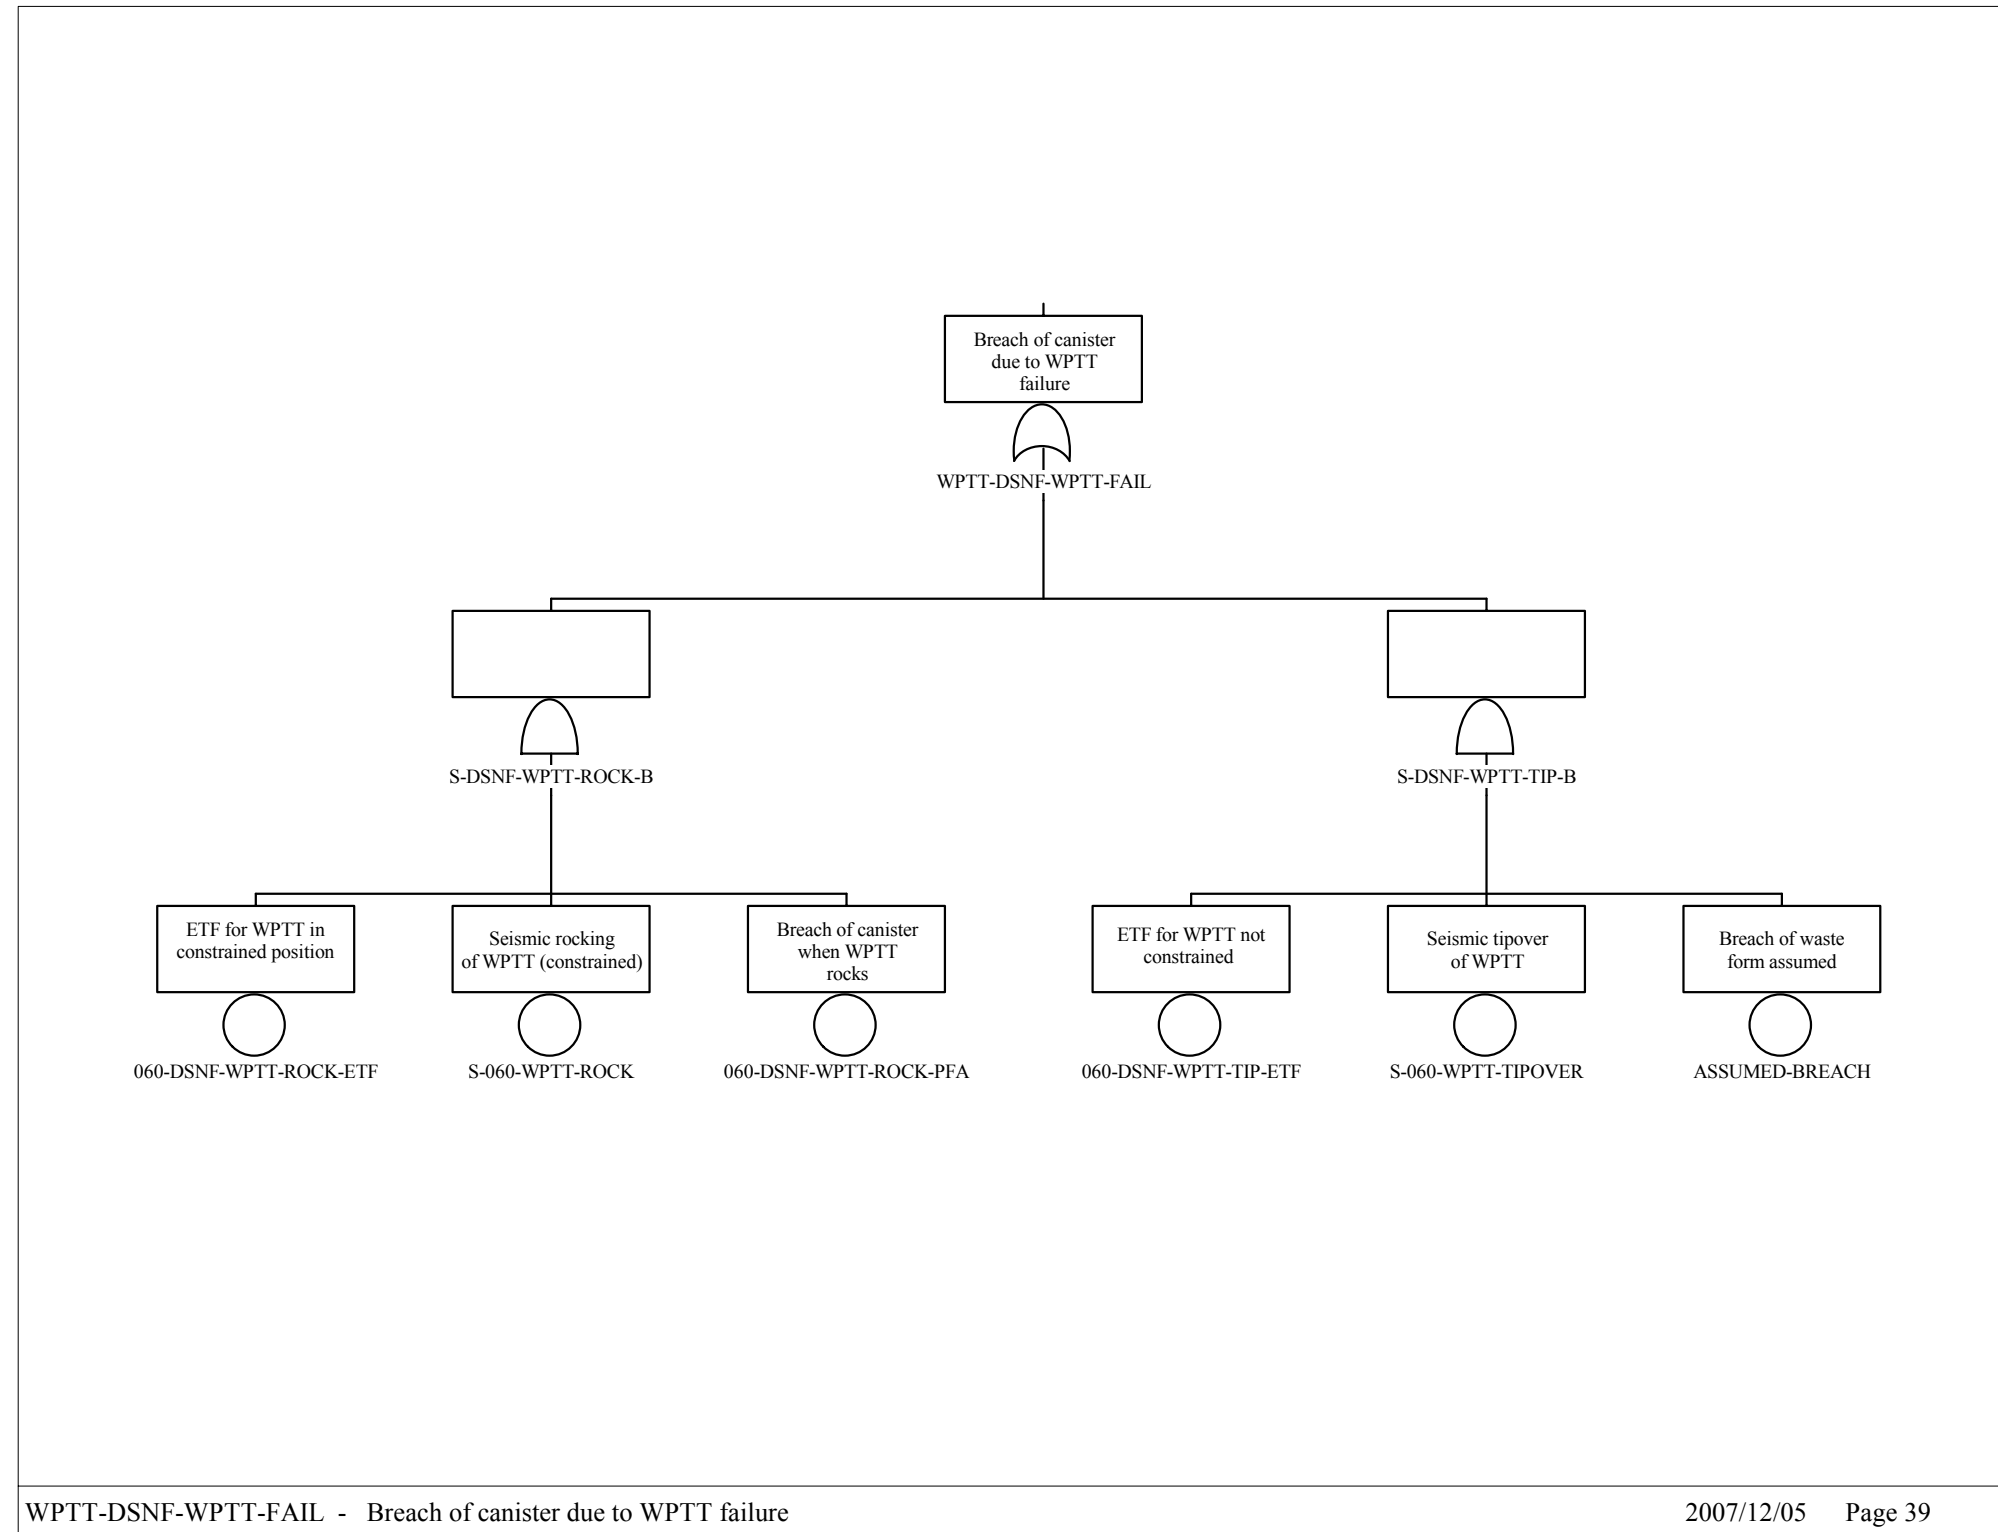 Breach of canister
due to WPTT
failure
WPTT-DSNF-WPTT-FAIL
S-DSNF-WPTT-ROCK-B
S-DSNF-WPTT-TIP-B
ETF for WPTT in
constrained position
060-DSNF-WPTT-ROCK-ETF
Seismic rocking
of WPTT (constrained)
S-060-WPTT-ROCK
Breach of canister
when WPTT
rocks
060-DSNF-WPTT-ROCK-PFA
ETF for WPTT not
constrained
060-DSNF-WPTT-TIP-ETF
Seismic tipover
of WPTT
S-060-WPTT-TIPOVER
Breach of waste
form assumed
ASSUMED-BREACH
WPTT-DSNF-WPTT-FAIL - Breach of canister due to WPTT failure
2007/12/05 Page 39